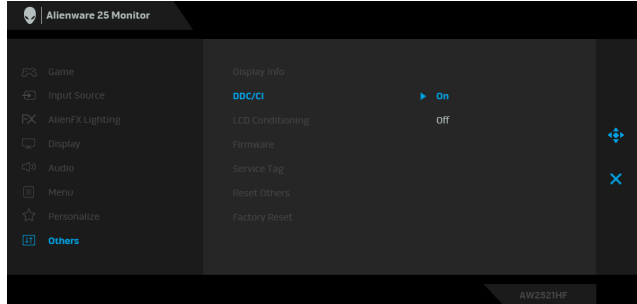 Alienware 25 Monitor
Game
Input Source
FX AlienFX Lighting
Display
Audio
Menu
Personalize
Others
Display Info
DDC/CI
LCD Conditioning
Firmware
Service Tag
Reset Others
Factory Reset
On
Off
AW2521HF